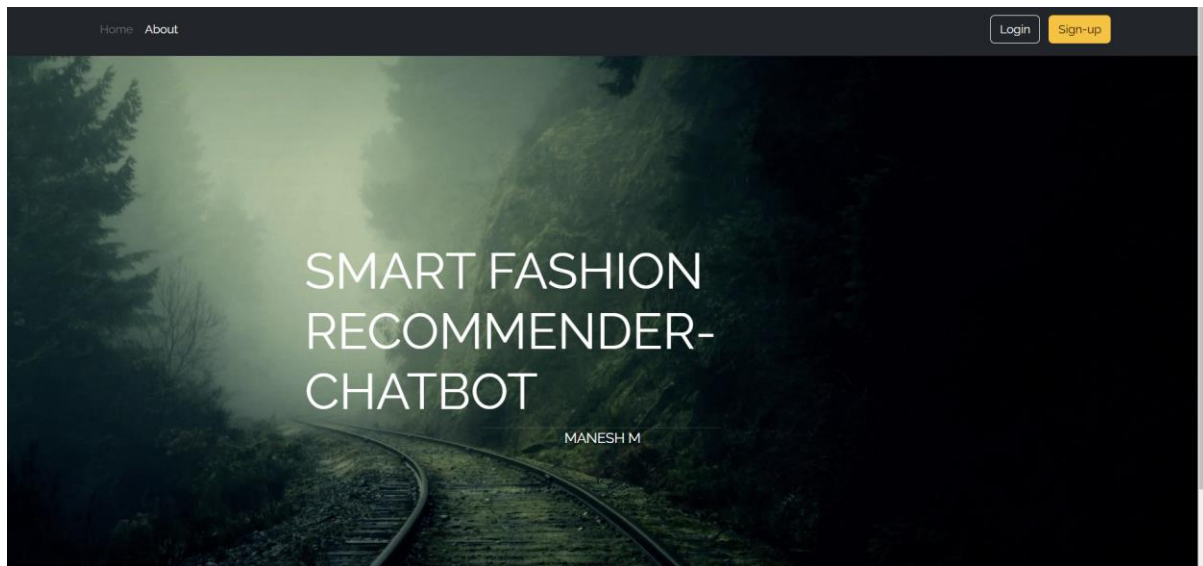 Home About Login Sign-up
SMART FASHION
RECOMMENDER-
CHATBOT
MANESH M